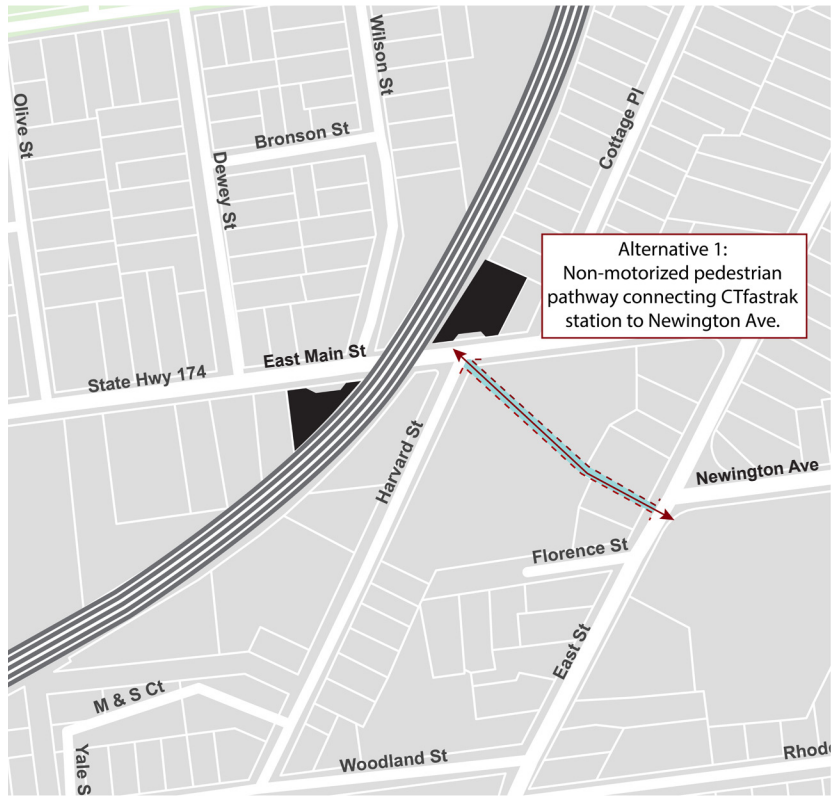 Olive St
Wilson St
Cottage Pl
Bronson St
Dewey St
Alternative 1:
Non-motorized pedestrian
pathway connecting CTfastrak
station to Newington Ave.
East Main St
State Hwy 174
Harvard St
Newington Ave
Florence St
East St
M & S Ct
Yale S
Woodland St
Rhode